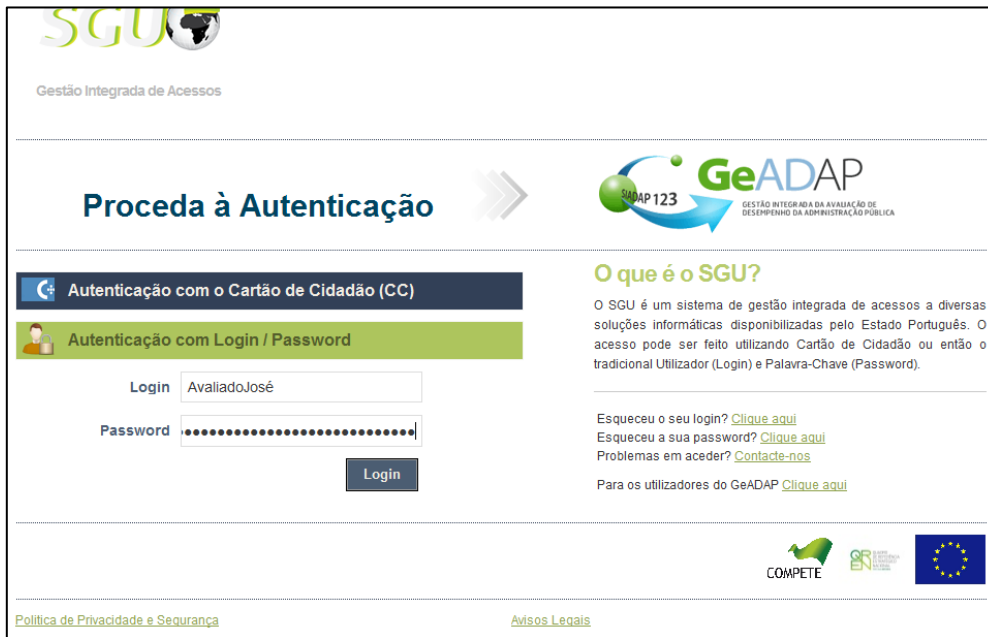 SGU
Gestão Integrada de Acessos
Proceda à Autenticação
SIADAP 123
GeADAP
GESTÃO INTEGRADA DA AVALIAÇÃO DE
DESEMPENHO DA ADMINISTRAÇÃO PÚBLICA
Autenticação com o Cartão de Cidadão (CC)
Autenticação com Login / Password
Login AvaliadoJosé
Password
Login
O que é o SGU?
O SGU é um sistema de gestão integrada de acessos a diversas
soluções informáticas disponibilizadas pelo Estado Português. O
acesso pode ser feito utilizando Cartão de Cidadão ou então o
tradicional Utilizador (Login) e Palavra-Chave (Password).
Esqueceu o seu login? Clique aqui
Esqueceu a sua password? Clique aqui
Problemas em aceder? Contacte-nos
Para os utilizadores do GeADAP Clique aqui
COMPETE
QREN
Política de Privacidade e Segurança
Avisos Legais